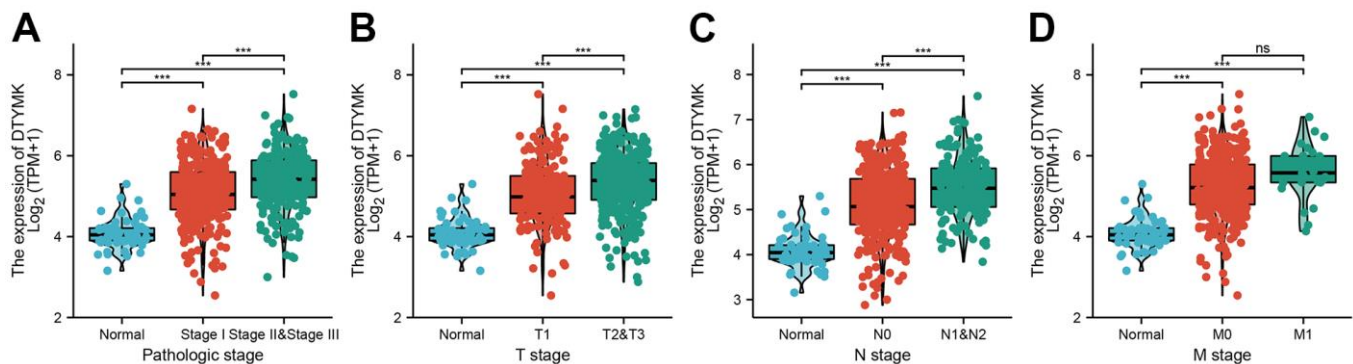 A
The expression of DTYMK
Log2 (TPM+1)
8
6
4
2
***
***
***
Normal
Stage I
Stage II&Stage III
Pathologic stage
B
The expression of DTYMK
Log2 (TPM+1)
8
6
4
2
***
***
***
Normal
T1
T2&T3
T stage
C
The expression of DTYMK
Log2 (TPM+1)
8
7
6
5
4
3
***
***
***
Normal
N0
N1&N2
N stage
D
The expression of DTYMK
Log2 (TPM+1)
8
6
4
2
ns
***
***
Normal
M0
M1
M stage